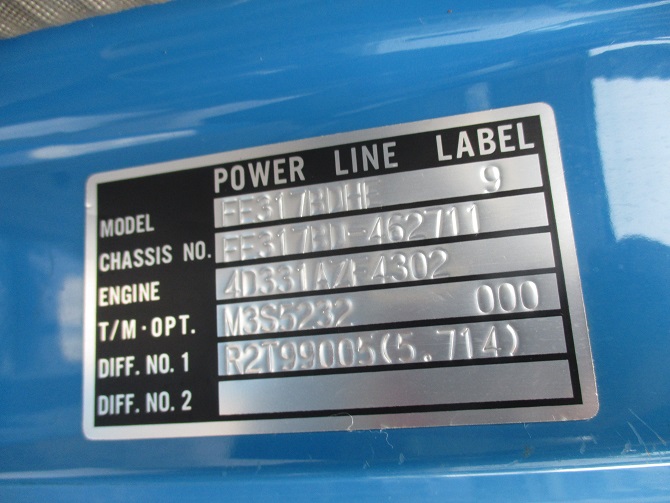 POWER LINE LABEL
MODEL FE317BDHE 9
CHASSIS NO. FE317BD-462711
ENGINE
T/M·OPT. M3S5232 000
DIFF. NO. 1 R2T99005(5.714)
DIFF. NO. 2